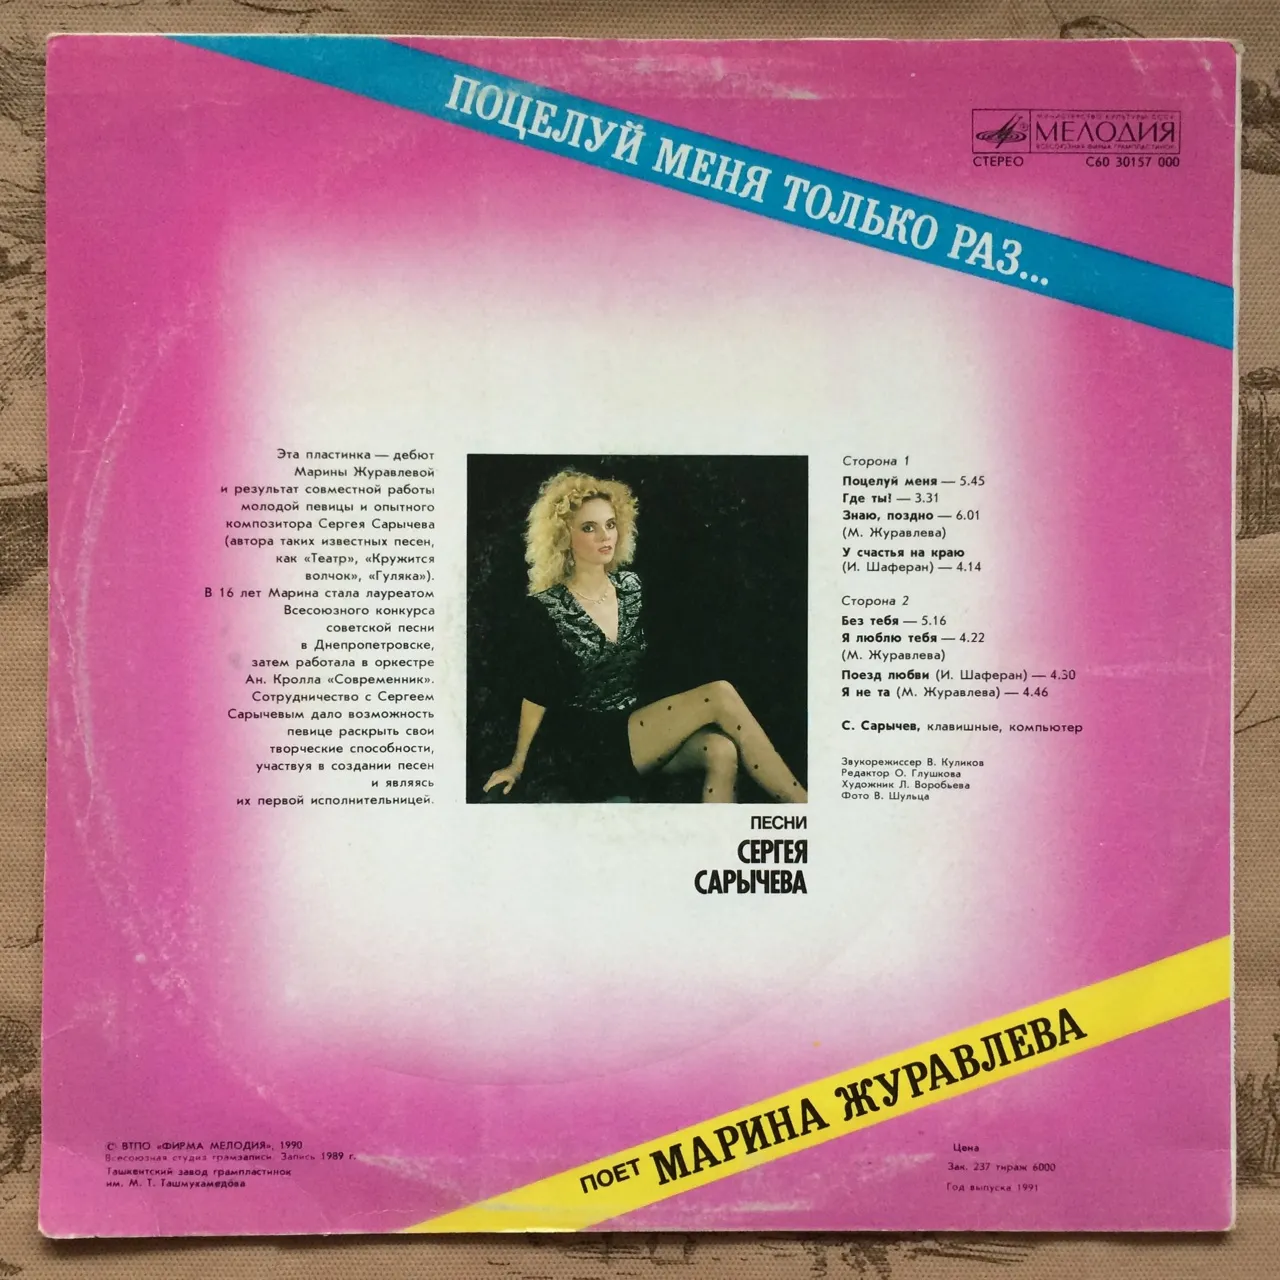 ПОЦЕЛУЙ МЕНЯ ТОЛЬКО РАЗ...
МИНИСТЕРСТВО КУЛЬТУРЫ СССР
МЕЛОДИЯ
ВСЕСОЮЗНАЯ ФИРМА ГРАМПЛАСТИНОК
СТЕРЕО
С60 30157 000
Эта пластинка — дебют
Марины Журавлевой
и результат совместной работы
молодой певицы и опытного
композитора Сергея Сарычева
(автора таких известных песен,
как «Театр», «Кружится
волчок», «Гуляка»).
В 16 лет Марина стала лауреатом
Всесоюзного конкурса
советской песни
в Днепропетровске,
затем работала в оркестре
Ан. Кролла «Современник».
Сотрудничество с Сергеем
Сарычевым дало возможность
певице раскрыть свои
творческие способности,
участвуя в создании песен
и являясь
их первой исполнительницей.
Сторона 1
Поцелуй меня — 5.45
Где ты! — 3.31
Знаю, поздно — 6.01
(М. Журавлева)
У счастья на краю
(И. Шаферан) — 4.14
Сторона 2
Без тебя — 5.16
Я люблю тебя — 4.22
(М. Журавлева)
Поезд любви (И. Шаферан) — 4.30
Я не та (М. Журавлева) — 4.46
С. Сарычев, клавишные, компьютер
Звукорежиссер В. Куликов
Редактор О. Глушкова
Художник Л. Воробьева
Фото В. Шульца
ПЕСНИ
СЕРГЕЯ
САРЫЧЕВА
ПОЕТ МАРИНА ЖУРАВЛЕВА
© ВТПО «ФИРМА МЕЛОДИЯ», 1990
Всесоюзная студия грамзаписи. Запись 1989 г.
Ташкентский завод грампластинок
им. М. Т. Ташмухамедова
Цена
Зак. 237 тираж 6000
Год выпуска 1991